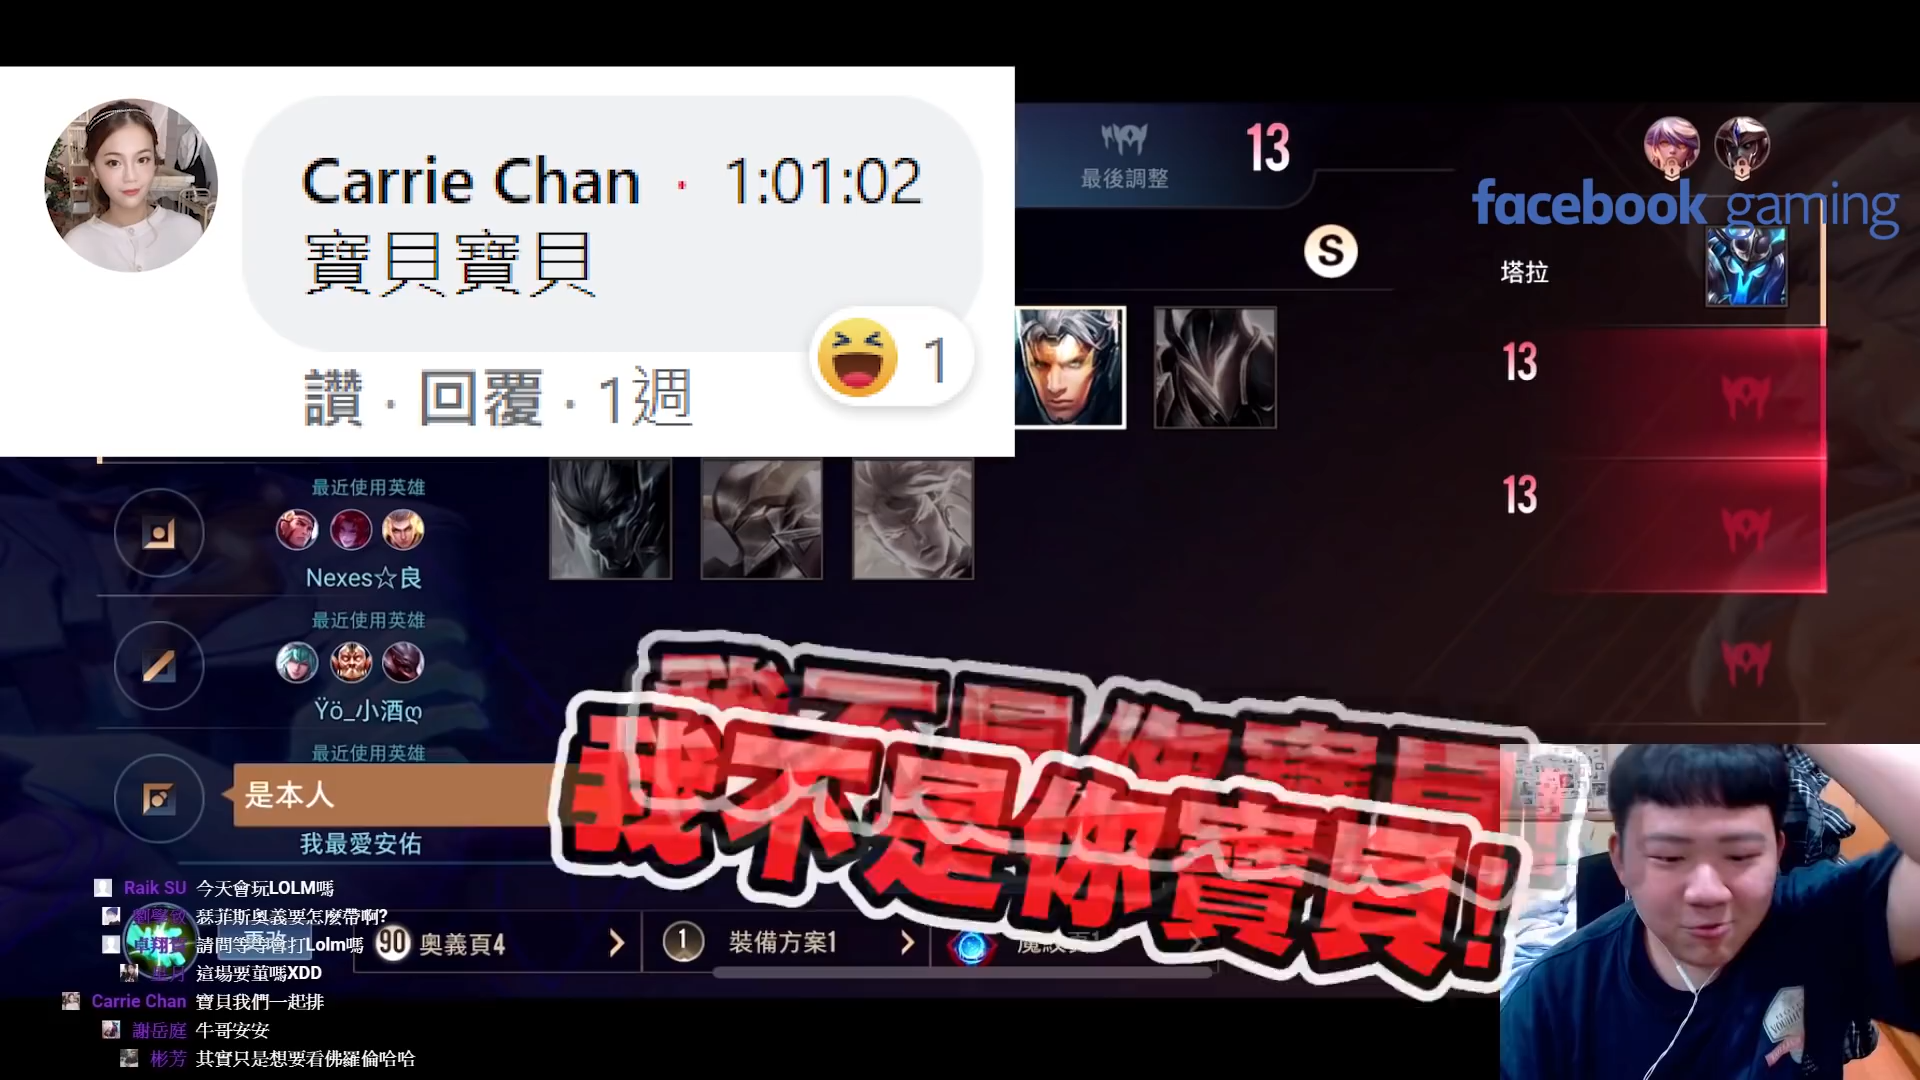 Carrie Chan · 1:01:02
寶貝寶貝
讚 · 回覆 · 1週
1
最後調整
13
facebook gaming
S
塔拉
13
13
最近使用英雄
Nexes☆良
最近使用英雄
Ÿö_小酒ღ
最近使用英雄
是本人
我最愛安佑
我不是你寶貝
我不是你寶貝!
Raik SU 今天會玩LOLM嗎
瑟菲斯奧義要怎麼帶啊?
請問等等會打Lolm嗎
這場要董嗎XDD
Carrie Chan 寶貝我們一起排
謝岳庭 牛哥安安
彬芳 其實只是想要看佛羅倫哈哈
90 奧義頁4
1 裝備方案1